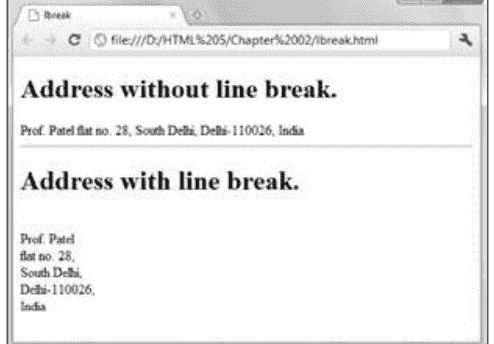 lbreak
file:///D:/HTML%205/Chapter%2002/lbreak.html
Address without line break.
Prof. Patel flat no. 28, South Delhi, Delhi-110026, India
Address with line break.
Prof. Patel
flat no. 28,
South Delhi,
Delhi-110026,
India